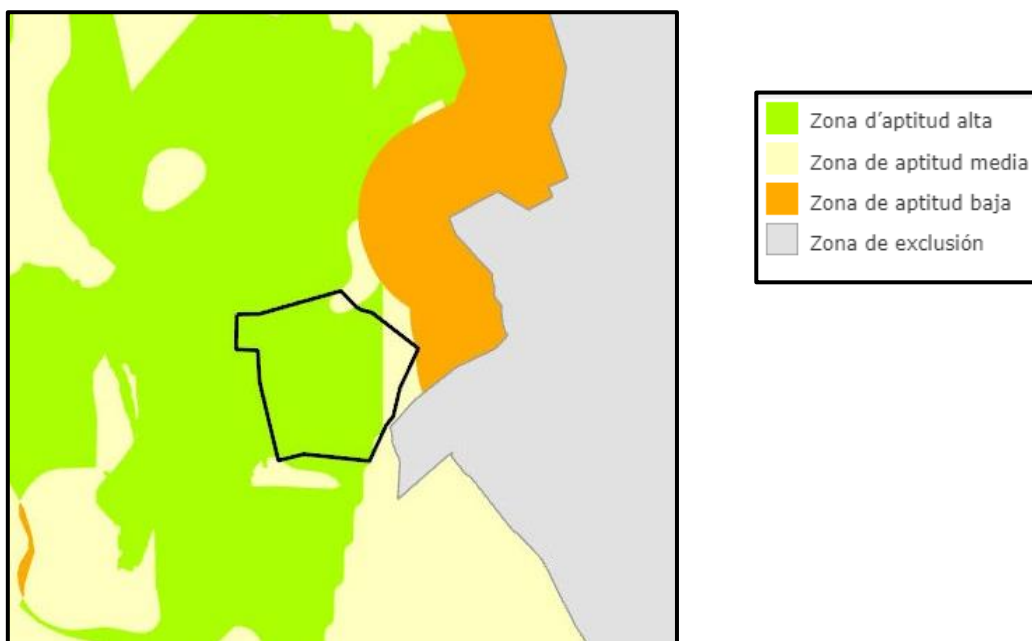 Zona d'aptitud alta
Zona de aptitud media
Zona de aptitud baja
Zona de exclusión